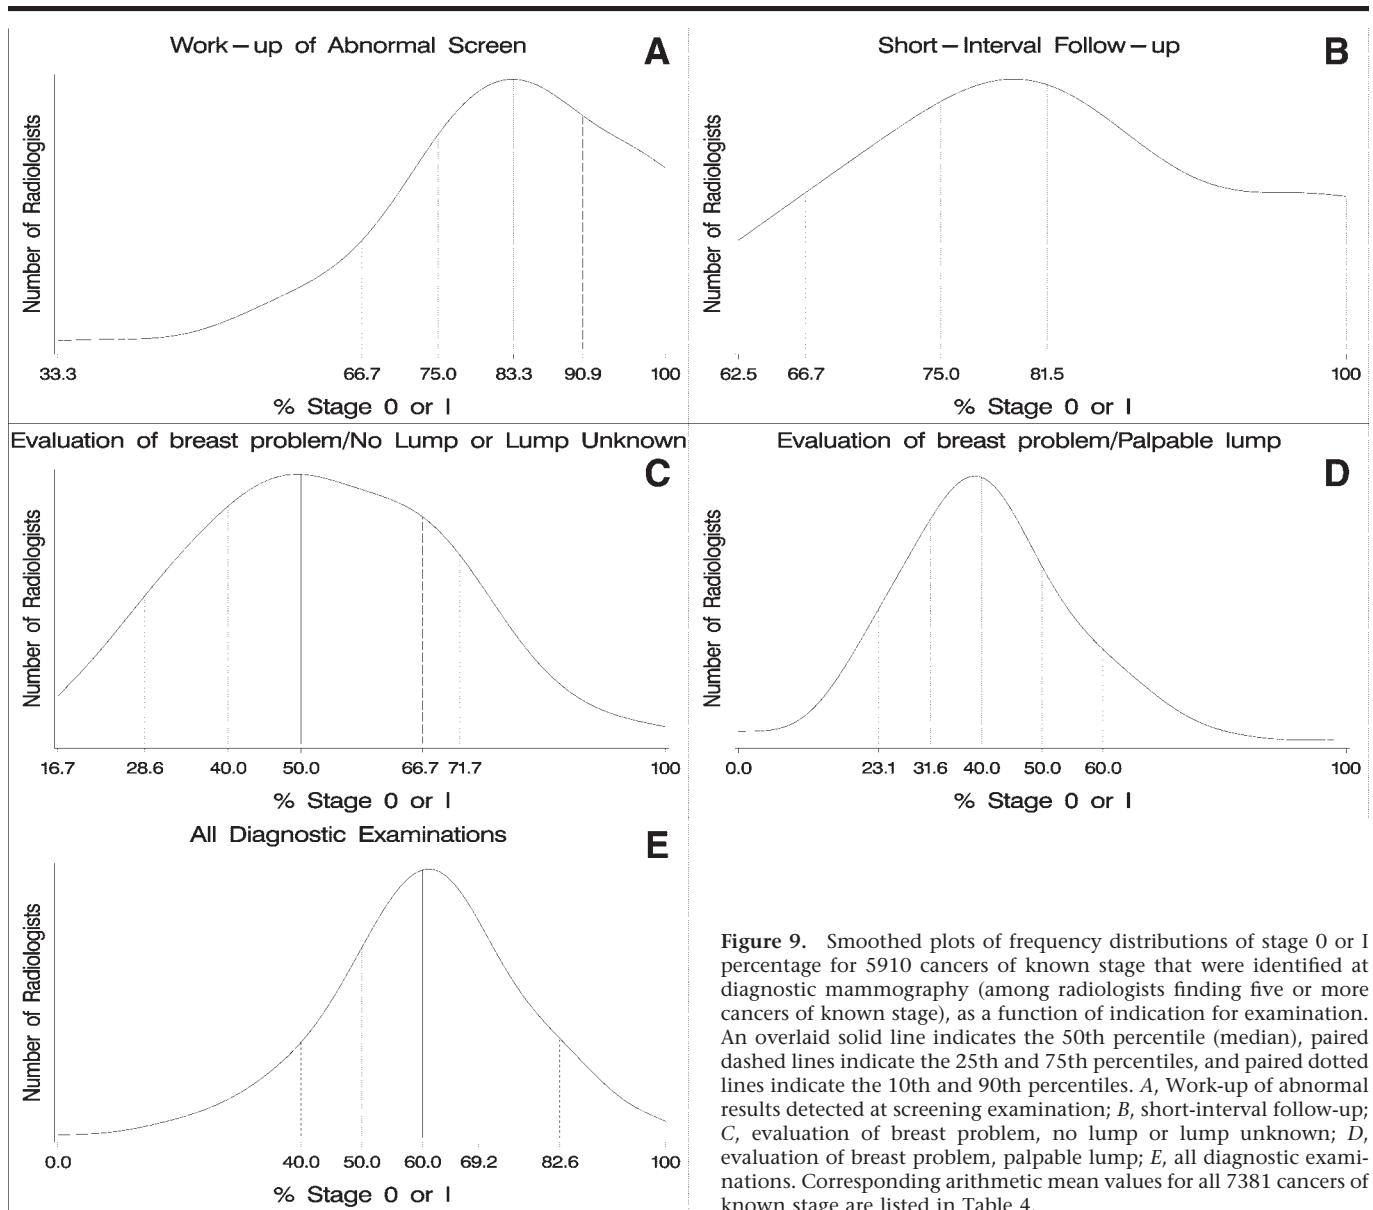 Work–up of Abnormal Screen
A
Number of Radiologists
33.3 66.7 75.0 83.3 90.9 100
% Stage 0 or I
Short–Interval Follow–up
B
Number of Radiologists
62.5 66.7 75.0 81.5 100
% Stage 0 or I
Evaluation of breast problem/No Lump or Lump Unknown
C
Number of Radiologists
16.7 28.6 40.0 50.0 66.7 71.7 100
% Stage 0 or I
Evaluation of breast problem/Palpable lump
D
Number of Radiologists
0.0 23.1 31.6 40.0 50.0 60.0 100
% Stage 0 or I
All Diagnostic Examinations
E
Number of Radiologists
0.0 40.0 50.0 60.0 69.2 82.6 100
% Stage 0 or I
Figure 9. Smoothed plots of frequency distributions of stage 0 or I
percentage for 5910 cancers of known stage that were identified at
diagnostic mammography (among radiologists finding five or more
cancers of known stage), as a function of indication for examination.
An overlaid solid line indicates the 50th percentile (median), paired
dashed lines indicate the 25th and 75th percentiles, and paired dotted
lines indicate the 10th and 90th percentiles. A, Work-up of abnormal
results detected at screening examination; B, short-interval follow-up;
C, evaluation of breast problem, no lump or lump unknown; D,
evaluation of breast problem, palpable lump; E, all diagnostic exami-
nations. Corresponding arithmetic mean values for all 7381 cancers of
known stage are listed in Table 4.